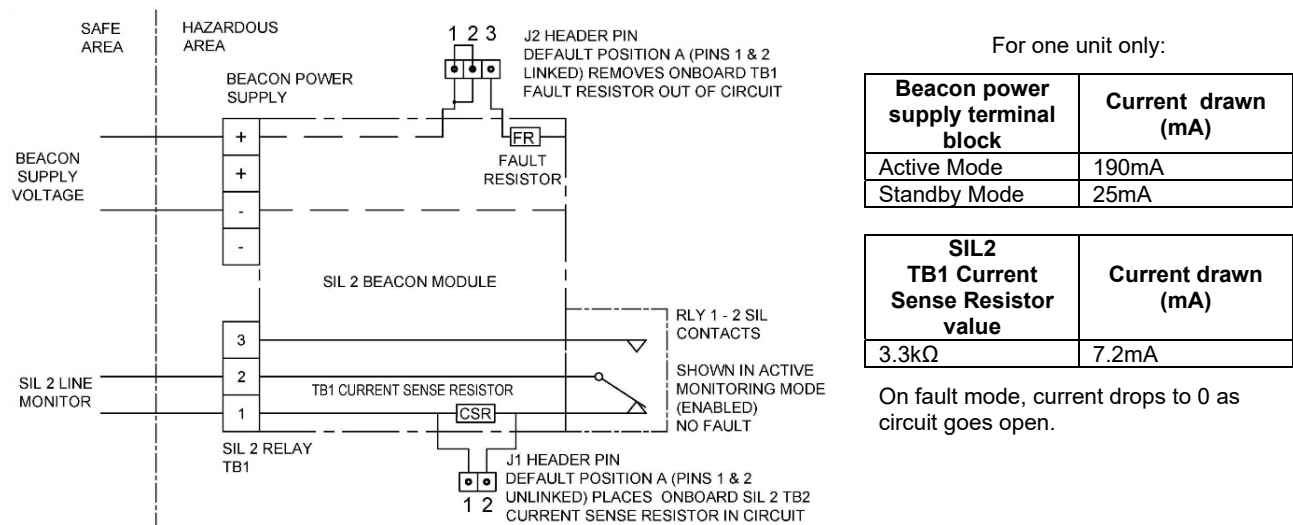 SAFE
AREA
HAZARDOUS
AREA
BEACON POWER
SUPPLY
1 2 3
J2 HEADER PIN
DEFAULT POSITION A (PINS 1 & 2
LINKED) REMOVES ONBOARD TB1
FAULT RESISTOR OUT OF CIRCUIT
BEACON
SUPPLY
VOLTAGE
+
+
-
-
FR
FAULT
RESISTOR
SIL 2 BEACON MODULE
RLY 1 - 2 SIL
CONTACTS
3
2
1
SIL 2 LINE
MONITOR
TB1 CURRENT SENSE RESISTOR
CSR
SHOWN IN ACTIVE
MONITORING MODE
(ENABLED)
NO FAULT
SIL 2 RELAY
TB1
J1 HEADER PIN
DEFAULT POSITION A (PINS 1 & 2
UNLINKED) PLACES ONBOARD SIL 2 TB2
CURRENT SENSE RESISTOR IN CIRCUIT
1 2
For one unit only:
Beacon power
supply terminal
block
Current drawn
(mA)
Active Mode 190mA
Standby Mode 25mA
SIL2
TB1 Current
Sense Resistor
value
Current drawn
(mA)
3.3kΩ 7.2mA
On fault mode, current drops to 0 as
circuit goes open.